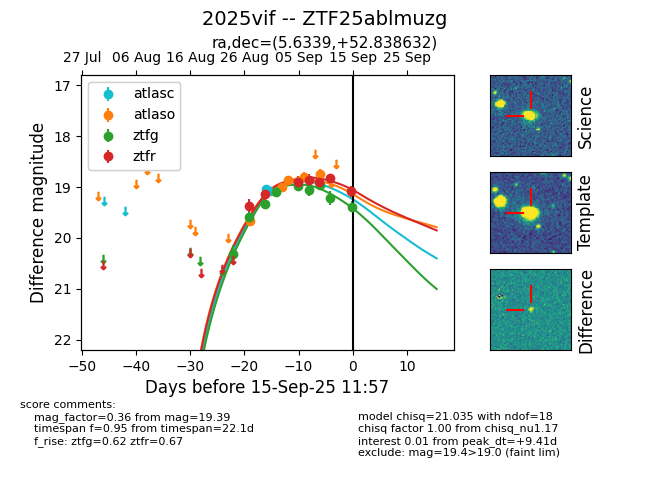 2025vif -- ZTF25ablmuzg
ra,dec=(5.6339,+52.838632)
27 Jul 06 Aug 16 Aug 26 Aug 05 Sep 15 Sep 25 Sep
17
18
19
20
21
22
Difference magnitude
atlasc
atlaso
ztfg
ztfr
−50 −40 −30 −20 −10 0 10
Days before 15-Sep-25 11:57
Science
Template
Difference
score comments:
mag_factor=0.36 from mag=19.39
timespan f=0.95 from timespan=22.1d
f_rise: ztfg=0.62 ztfr=0.67
model chisq=21.035 with ndof=18
chisq factor 1.00 from chisq_nu1.17
interest 0.01 from peak_dt=+9.41d
exclude: mag=19.4>19.0 (faint lim)